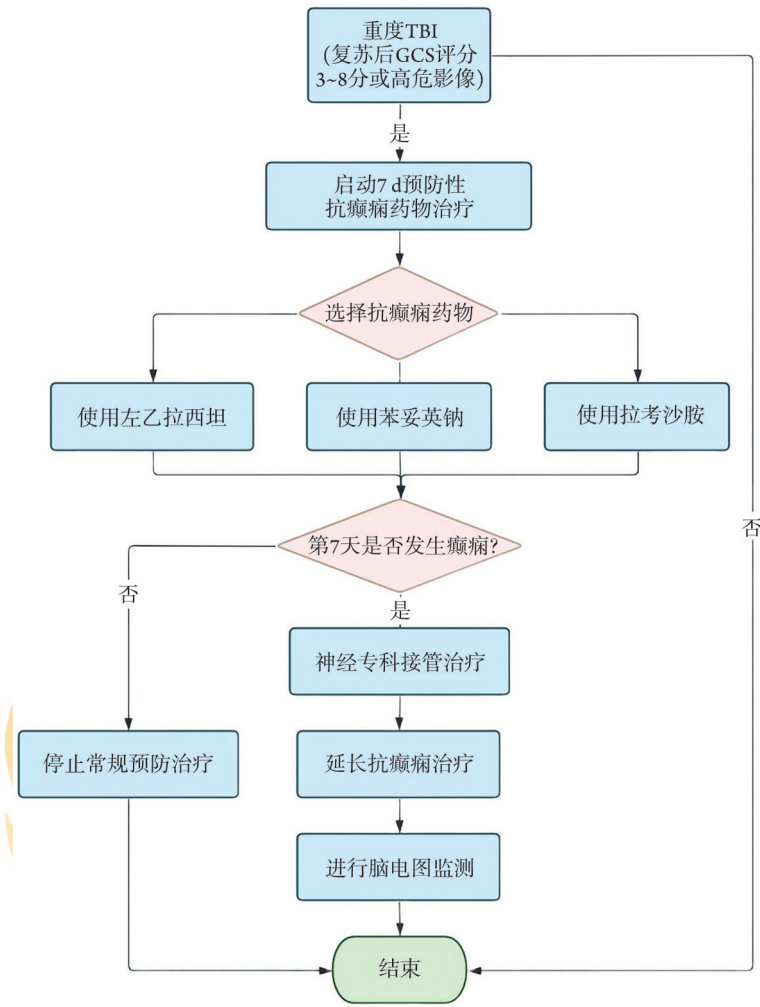 重度TBI
(复苏后GCS评分
3~8分或高危影像)
是
启动7 d预防性
抗癫痫药物治疗
选择抗癫痫药物
使用左乙拉西坦
使用苯妥英钠
使用拉考沙胺
否
第7天是否发生癫痫?
否
是
神经专科接管治疗
停止常规预防治疗
延长抗癫痫治疗
进行脑电图监测
结束